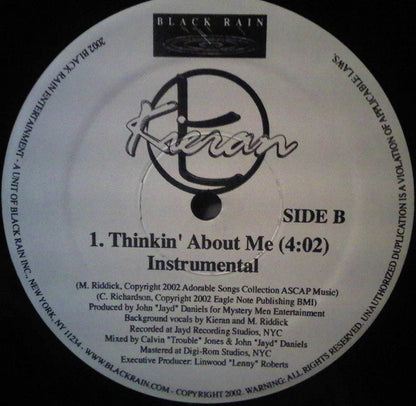 BLACK RAIN
Kieran
SIDE B
1. Thinkin' About Me (4:02)
Instrumental
(M. Riddick, Copyright 2002 Adorable Songs Collection ASCAP Music)
(C. Richardson, Copyright 2002 Eagle Note Publishing BMI)
Produced by John "Jayd" Daniels for Mystery Men Entertainment
Background vocals by Kieran and M. Riddick
Recorded at Jayd Recording Studios, NYC
Mixed by Calvin "Trouble" Jones & John "Jayd" Daniels
Mastered at Digi-Rom Studios, NYC
Executive Producer: Linwood "Lenny" Roberts
2002 BLACK RAIN ENTERTAINMENT - A UNIT OF BLACK RAIN INC., NEW YORK, NY 11234 - WWW.BLACKRAIN.COM - COPYRIGHT 2002. WARNING: ALL RIGHTS RESERVED. UNAUTHORIZED DUPLICATION IS A VIOLATION OF APPLICABLE LAWS.